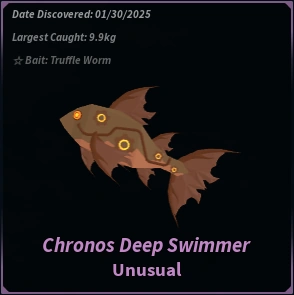 Date Discovered: 01/30/2025
Largest Caught: 9.9kg
☆ Bait: Truffle Worm
Chronos Deep Swimmer
Unusual